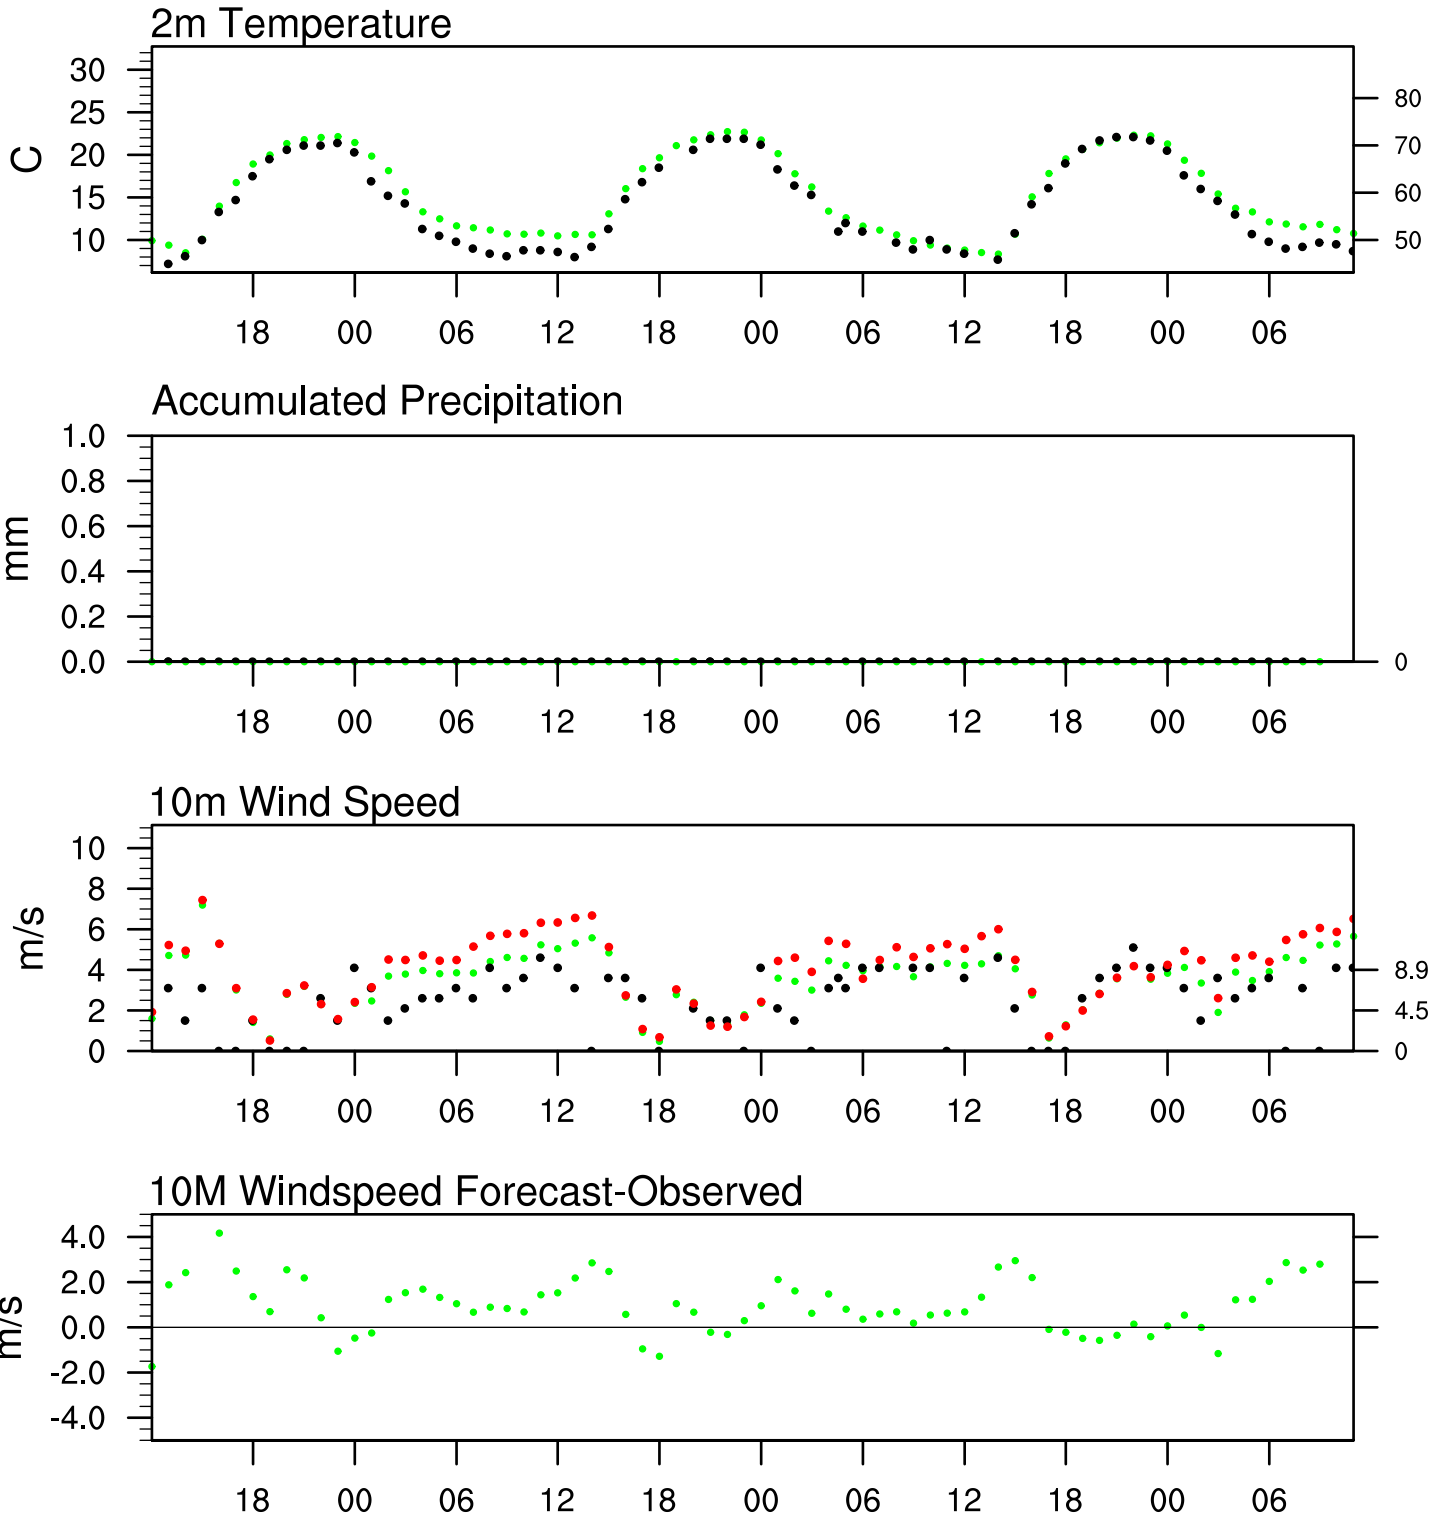 2m Temperature
30
25
20
15
10
C
80
70
60
50
18 00 06 12 18 00 06 12 18 00 06
Accumulated Precipitation
1.0
0.8
0.6
0.4
0.2
0.0
mm
0
18 00 06 12 18 00 06 12 18 00 06
10m Wind Speed
10
8
6
4
2
0
m/s
8.9
4.5
0
18 00 06 12 18 00 06 12 18 00 06
10M Windspeed Forecast-Observed
4.0
2.0
0.0
-2.0
-4.0
m/s
18 00 06 12 18 00 06 12 18 00 06